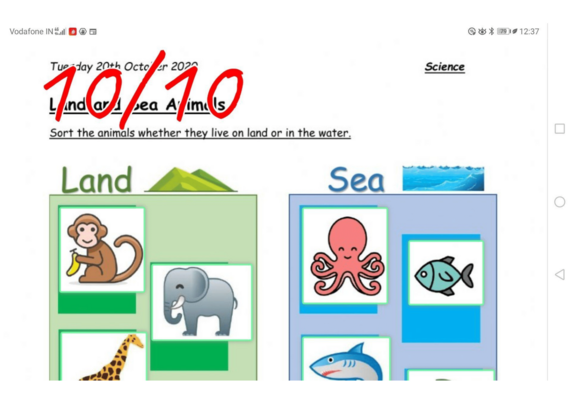 Vodafone IN 12:37
Tuesday 20th October 2020 Science
10/10
Land and Sea Animals
Sort the animals whether they live on land or in the water.
Land Sea